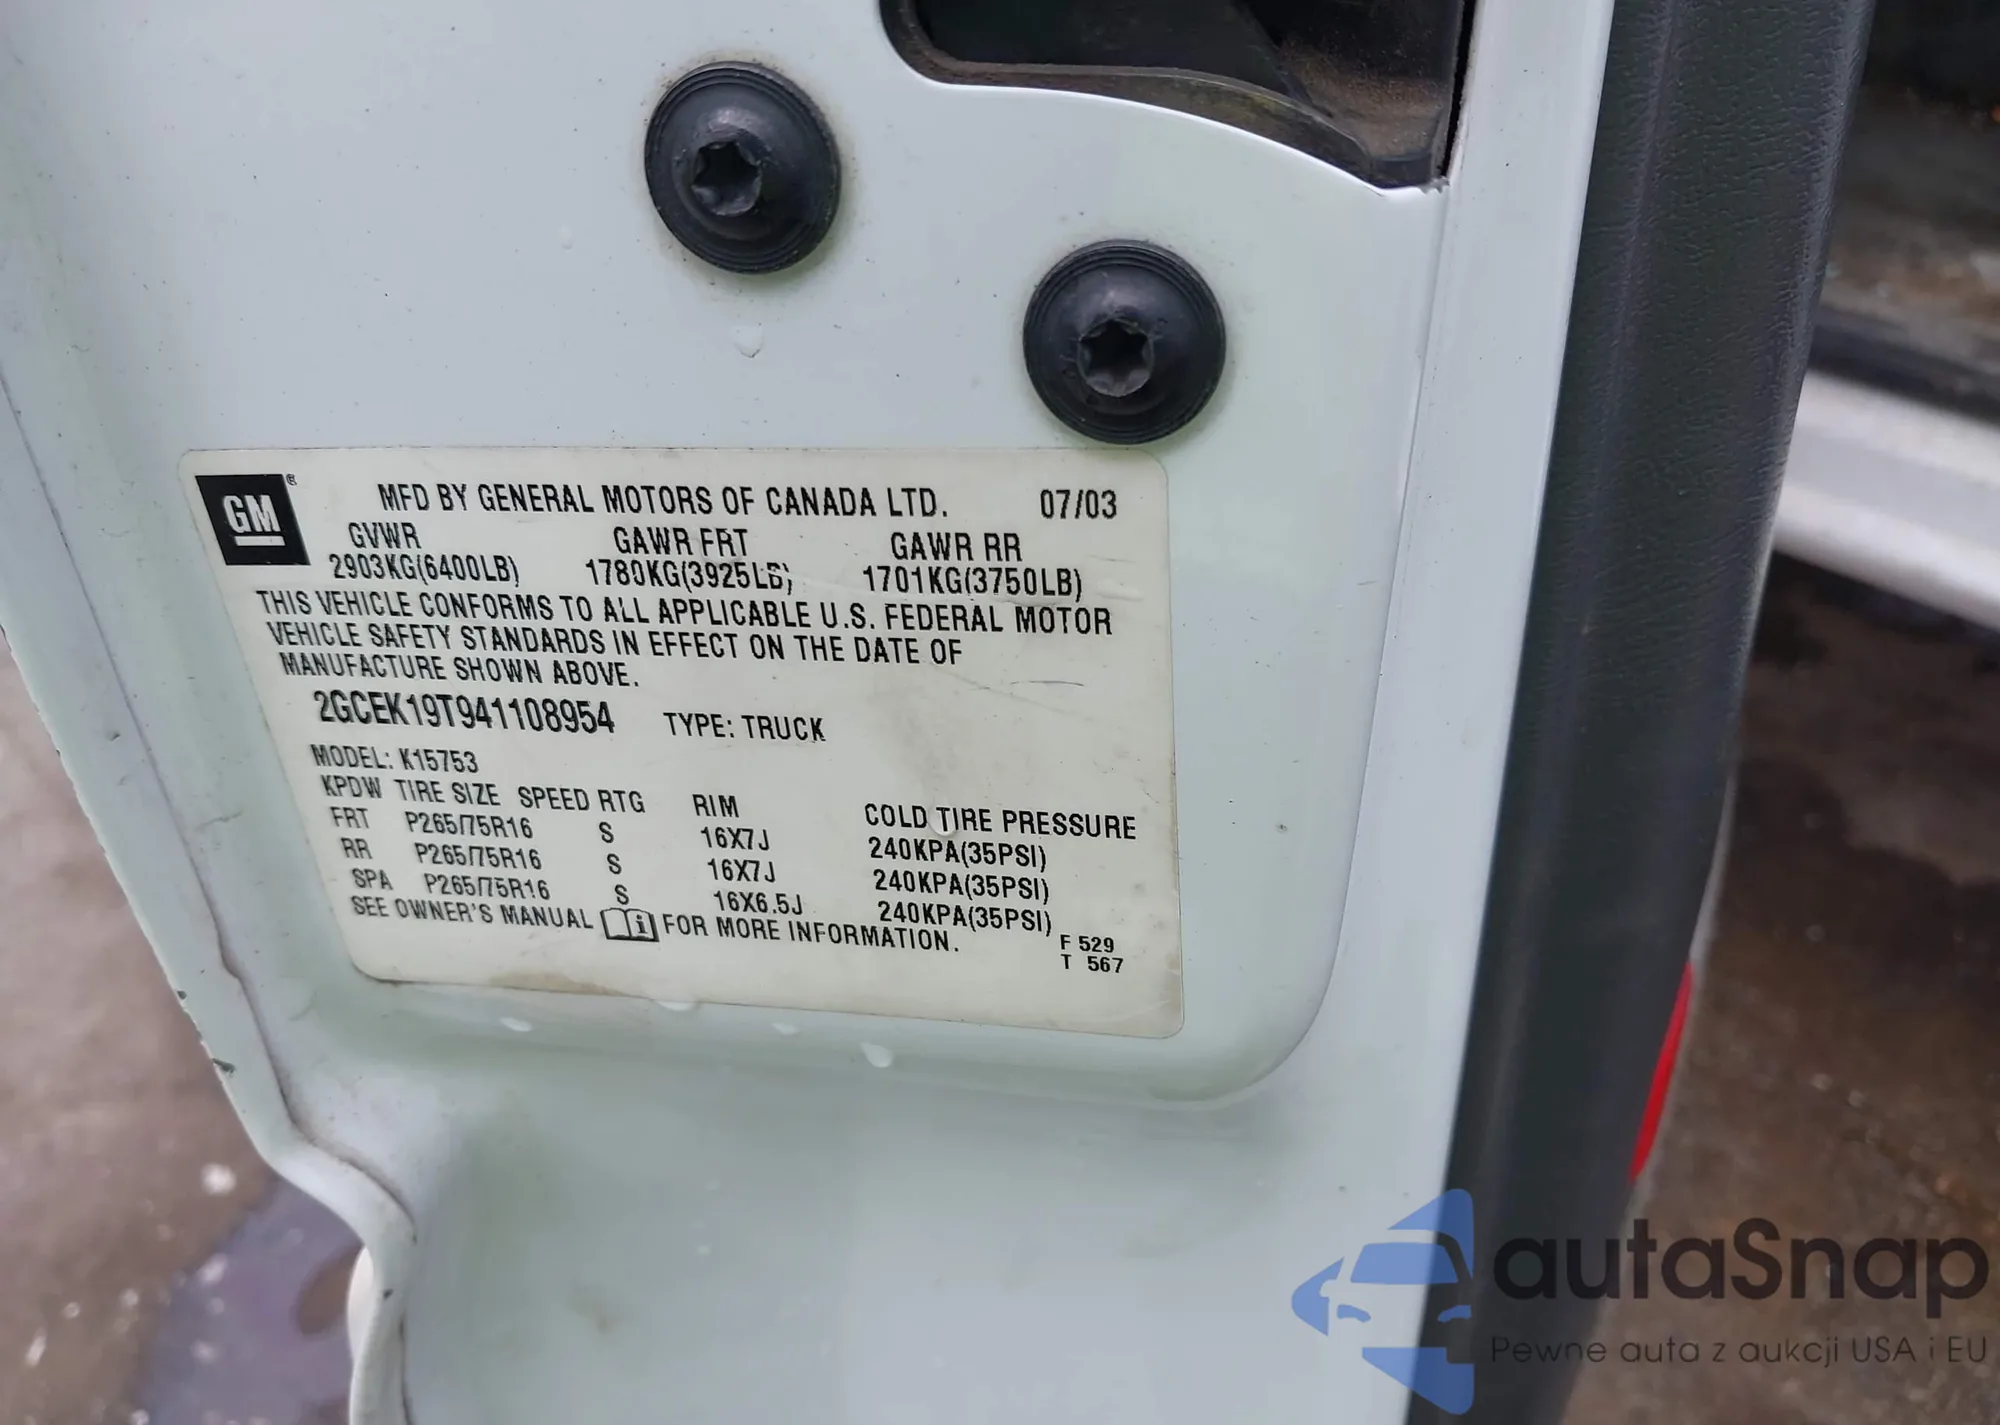 GM®
MFD BY GENERAL MOTORS OF CANADA LTD. 07/03
GVWR GAWR FRT GAWR RR
2903KG(6400LB) 1780KG(3925LB) 1701KG(3750LB)
THIS VEHICLE CONFORMS TO ALL APPLICABLE U.S. FEDERAL MOTOR
VEHICLE SAFETY STANDARDS IN EFFECT ON THE DATE OF
MANUFACTURE SHOWN ABOVE.
2GCEK19T941108954 TYPE: TRUCK
MODEL: K15753
KPDW TIRE SIZE SPEED RTG RIM COLD TIRE PRESSURE
FRT P265/75R16 S 16X7J 240KPA(35PSI)
RR P265/75R16 S 16X7J 240KPA(35PSI)
SPA P265/75R16 S 16X6.5J 240KPA(35PSI)
SEE OWNER'S MANUAL i FOR MORE INFORMATION.
F 529
T 567
autaSnap
Pewne auta z aukcji USA i EU